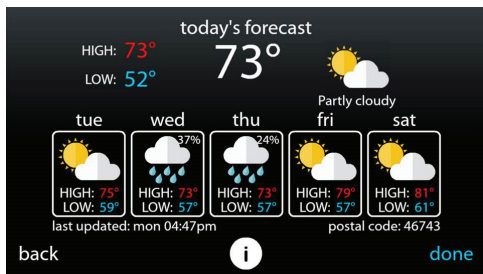 today's forecast
HIGH: 73°
73°
LOW: 52°
Partly cloudy
tue wed thu fri sat
37% 24%
HIGH: 75° HIGH: 73° HIGH: 73° HIGH: 79° HIGH: 81°
LOW: 59° LOW: 57° LOW: 57° LOW: 57° LOW: 61°
last updated: mon 04:47pm postal code: 46743
back i done